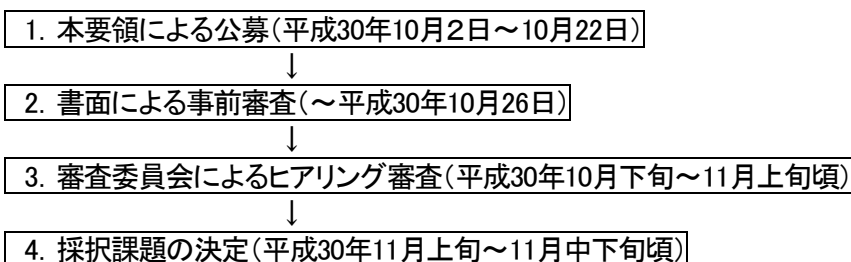 1. 本要領による公募(平成30年10月2日～10月22日)
↓
2. 書面による事前審査(～平成30年10月26日)
↓
3. 審査委員会によるヒアリング審査(平成30年10月下旬～11月上旬頃)
↓
4. 採択課題の決定(平成30年11月上旬～11月中下旬頃)